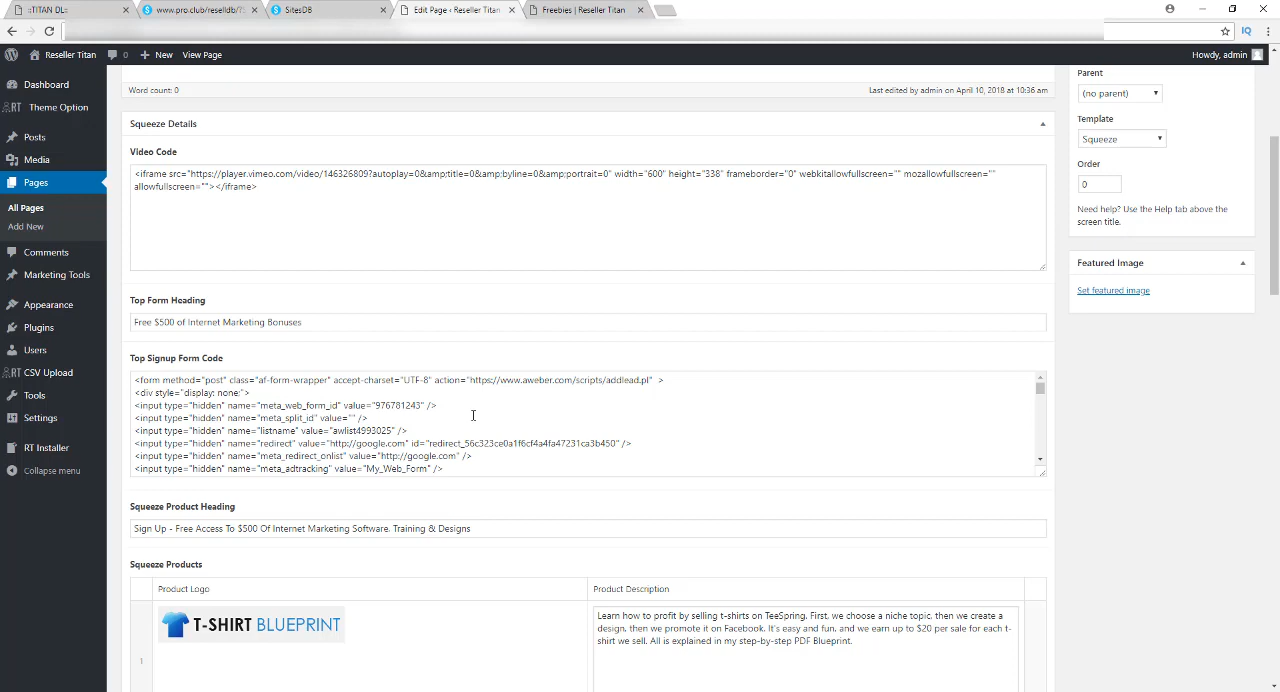 ::TITAN DL::
www.pro.club/reselldb/?
SitesDB
Edit Page ‹ Reseller Titan
Freebies | Reseller Titan
Reseller Titan
0
New
View Page
Howdy, admin
Dashboard
RT Theme Option
Posts
Media
Pages
All Pages
Add New
Comments
Marketing Tools
Appearance
Plugins
Users
RT CSV Upload
Tools
Settings
RT Installer
Collapse menu
Word count: 0
Last edited by admin on April 10, 2018 at 10:36 am
Squeeze Details
Video Code
<iframe src="https://player.vimeo.com/video/146326809?autoplay=0&amp;title=0&amp;byline=0&amp;portrait=0" width="600" height="338" frameborder="0" webkitallowfullscreen="" mozallowfullscreen=""
allowfullscreen=""></iframe>
Top Form Heading
Free $500 of Internet Marketing Bonuses
Top Signup Form Code
<form method="post" class="af-form-wrapper" accept-charset="UTF-8" action="https://www.aweber.com/scripts/addlead.pl"  >
<div style="display: none;">
<input type="hidden" name="meta_web_form_id" value="976781243" />
<input type="hidden" name="meta_split_id" value="" />
<input type="hidden" name="listname" value="awlist4993025" />
<input type="hidden" name="redirect" value="http://google.com" id="redirect_56c323ce0a1f6cf4a4fa47231ca3b450" />
<input type="hidden" name="meta_redirect_onlist" value="http://google.com" />
<input type="hidden" name="meta_adtracking" value="My_Web_Form" />
Squeeze Product Heading
Sign Up - Free Access To $500 Of Internet Marketing Software, Training & Designs
Squeeze Products
Product Logo
Product Description
1
T-SHIRT BLUEPRINT
Learn how to profit by selling t-shirts on TeeSpring. First, we choose a niche topic, then we create a
design, then we promote it on Facebook. It's easy and fun, and we earn up to $20 per sale for each t-
shirt we sell. All is explained in my step-by-step PDF Blueprint.
Parent
(no parent)
Template
Squeeze
Order
0
Need help? Use the Help tab above the
screen title.
Featured Image
Set featured image